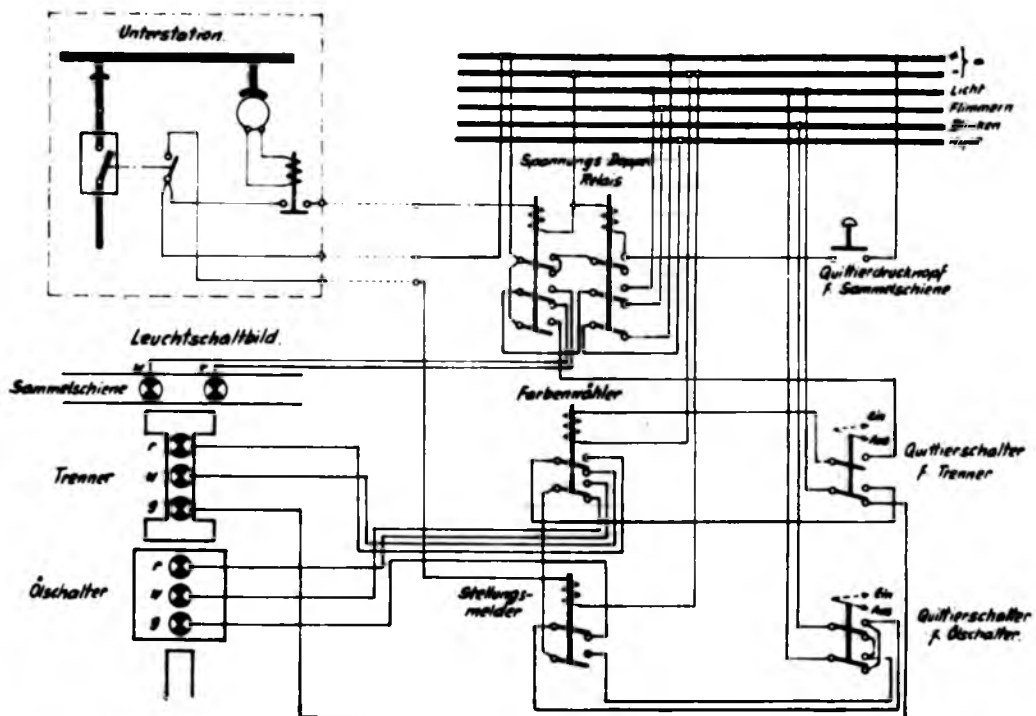 Unterstation.
+
-
Licht
Flimmern
Blinken
Spannungs Doppel
Relais
Quittierdruckknopf
f. Sammelschiene
Leuchtschaltbild.
w r
Sammelschiene
Farbenwähler
Ein
Aus
r
Trenner
w
g
Quittierschalter
f. Trenner
r
Ölschalter
w
g
Stellungs-
melder
Ein
Aus
Quittierschalter
f. Ölschalter.